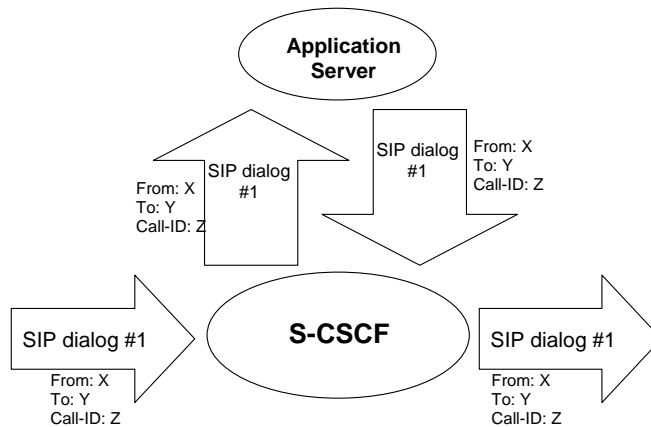 Application
Server
SIP dialog
#1
From: X
To: Y
Call-ID: Z
SIP dialog
#1
From: X
To: Y
Call-ID: Z
S-CSCF
SIP dialog #1
From: X
To: Y
Call-ID: Z
SIP dialog #1
From: X
To: Y
Call-ID: Z